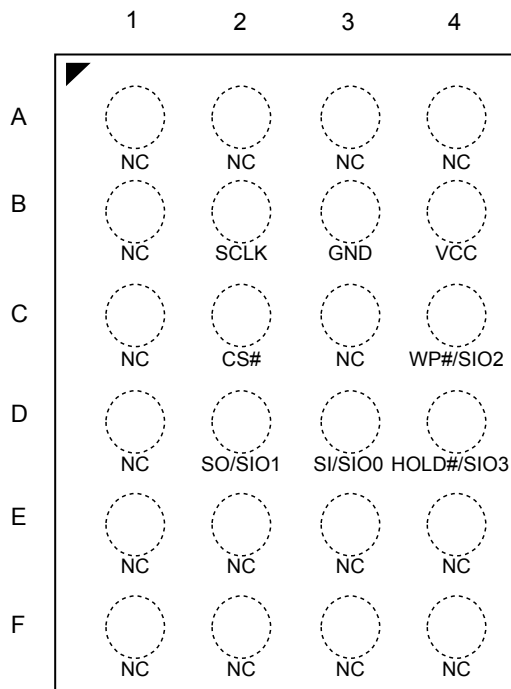 1 2 3 4
A
NC NC NC NC
B
NC SCLK GND VCC
C
NC CS# NC WP#/SIO2
D
NC SO/SIO1 SI/SIO0 HOLD#/SIO3
E
NC NC NC NC
F
NC NC NC NC